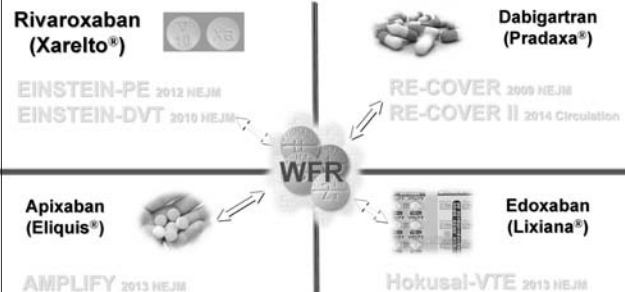 Rivaroxaban
(Xarelto®)
EINSTEIN-PE 2012 NEJM
EINSTEIN-DVT 2010 NEJM
Dabigartran
(Pradaxa®)
RE-COVER 2009 NEJM
RE-COVER II 2014 Circulation
WFR
Apixaban
(Eliquis®)
AMPLIFY 2013 NEJM
Edoxaban
(Lixiana®)
Hokusai-VTE 2013 NEJM